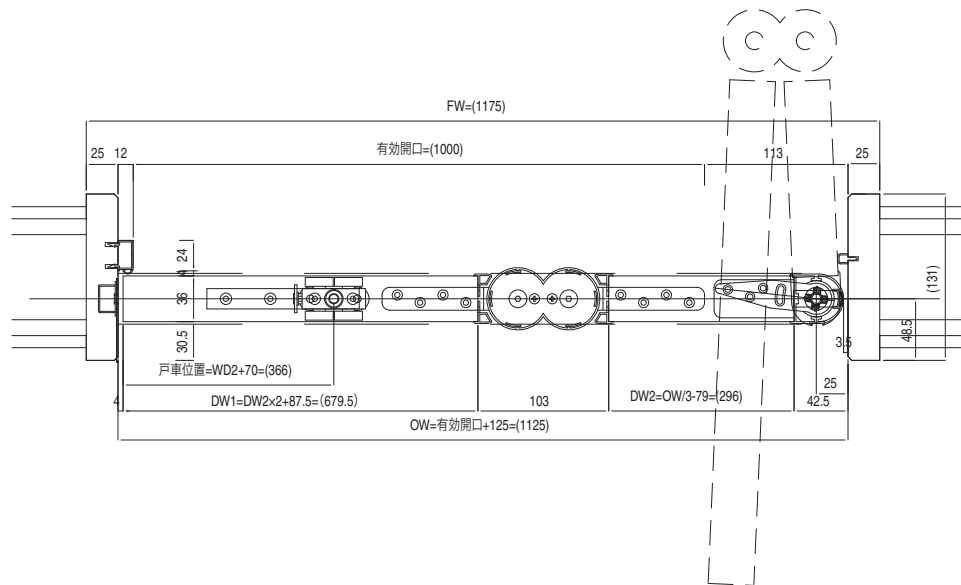 FW=(1175)
25
12
有効開口=(1000)
113
25
24
4
36
30.5
(131)
48.5
3.5
戸車位置=WD2+70=(366)
25
4
DW1=DW2×2+87.5=(679.5)
103
DW2=OW/3-79=(296)
42.5
OW=有効開口+125=(1125)